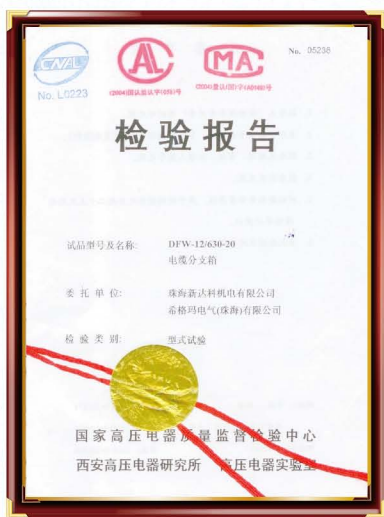 No. 05238
CNAL
AL
MA
No. L0223
检验报告
试品型号及名称:
DFW-12/630-20
电缆分支箱
委托单位:
珠海新达科机电有限公司
希格玛电气(珠海)有限公司
检验类别:
型式试验
国家高压电器质量监督检验中心
西安高压电器研究所 高压电器实验室